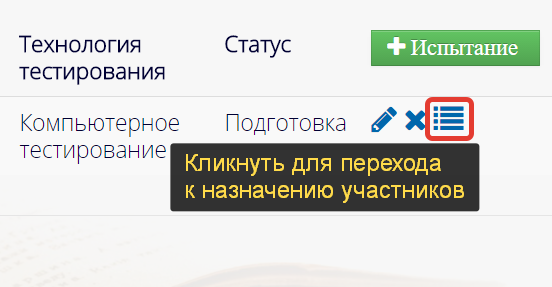 Технология
тестирования
Статус
Испытание
Компьютерное
тестирование
Подготовка
Кликнуть для перехода
к назначению участников